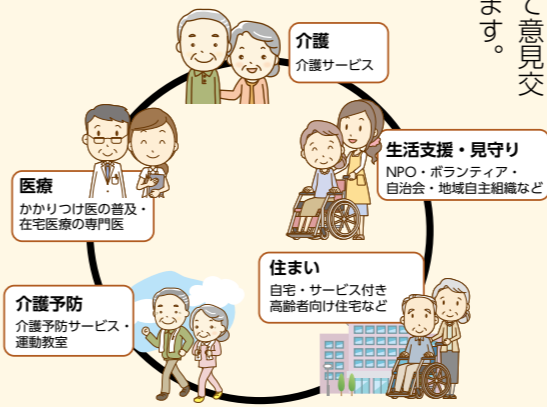 て意見交
ます。
介護
介護サービス
生活支援・見守り
NPO・ボランティア・
自治会・地域自主組織など
医療
かかりつけ医の普及・
在宅医療の専門医
住まい
自宅・サービス付き
高齢者向け住宅など
介護予防
介護予防サービス・
運動教室